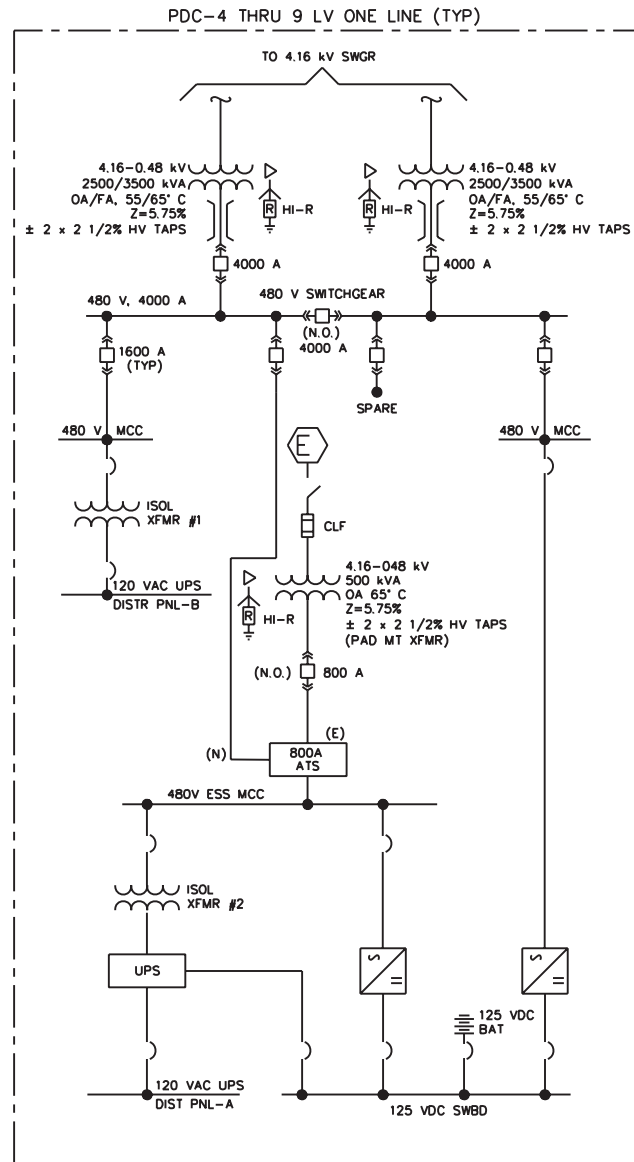 PDC-4 THRU 9 LV ONE LINE (TYP)
TO 4.16 kV SWGR
4.16-0.48 kV
2500/3500 kVA
OA/FA, 55/65° C
Z=5.75%
± 2 x 2 1/2% HV TAPS
R HI-R
4000 A
R HI-R
4.16-0.48 kV
2500/3500 kVA
OA/FA, 55/65° C
Z=5.75%
± 2 x 2 1/2% HV TAPS
4000 A
480 V, 4000 A
480 V SWITCHGEAR
(N.O.)
4000 A
1600 A
(TYP)
SPARE
480 V MCC
480 V MCC
E
ISOL
XFMR #1
CLF
120 VAC UPS
DISTR PNL-B
R HI-R
4.16-048 kV
500 kVA
OA 65° C
Z=5.75%
± 2 x 2 1/2% HV TAPS
(PAD MT XFMR)
(N.O.) 800 A
(E)
(N)
800A
ATS
480V ESS MCC
ISOL
XFMR #2
UPS
125 VDC
BAT
120 VAC UPS
DIST PNL-A
125 VDC SWBD